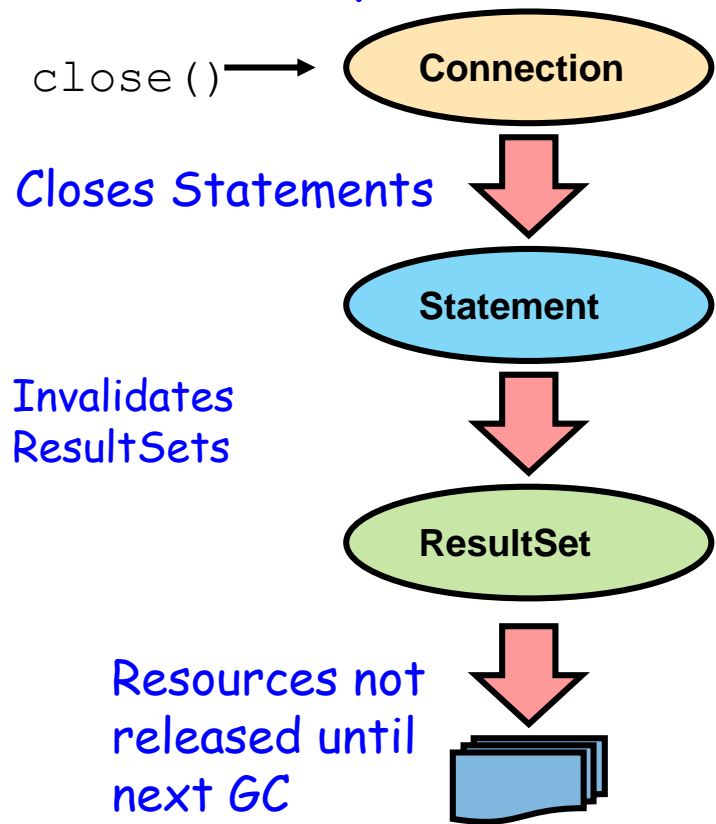 close()
Connection
Closes Statements
Statement
Invalidates
ResultSets
ResultSet
Resources not
released until
next GC